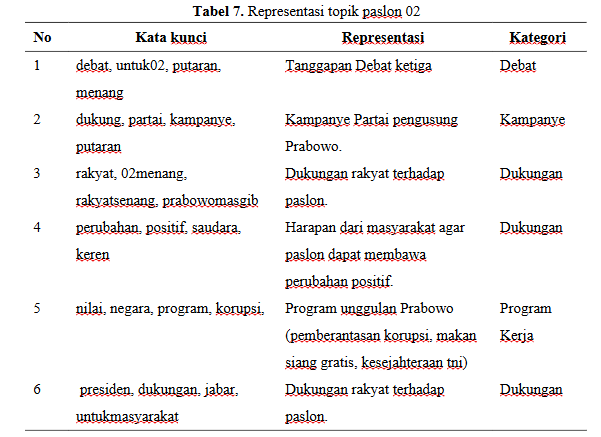 Tabel 7. Representasi topik paslon 02
No Kata kunci Representasi Kategori
1 debat, untuk02, putaran, menang Tanggapan Debat ketiga Debat
2 dukung, partai, kampanye, putaran Kampanye Partai pengusung Prabowo. Kampanye
3 rakyat, 02menang, rakyatsenang, prabowomasgib Dukungan rakyat terhadap paslon. Dukungan
4 perubahan, positif, saudara, keren Harapan dari masyarakat agar paslon dapat membawa perubahan positif. Dukungan
5 nilai, negara, program, korupsi, Program unggulan Prabowo (pemberantasan korupsi, makan siang gratis, kesejahteraan tni) Program Kerja
6 presiden, dukungan, jabar, untukmasyarakat Dukungan rakyat terhadap paslon. Dukungan